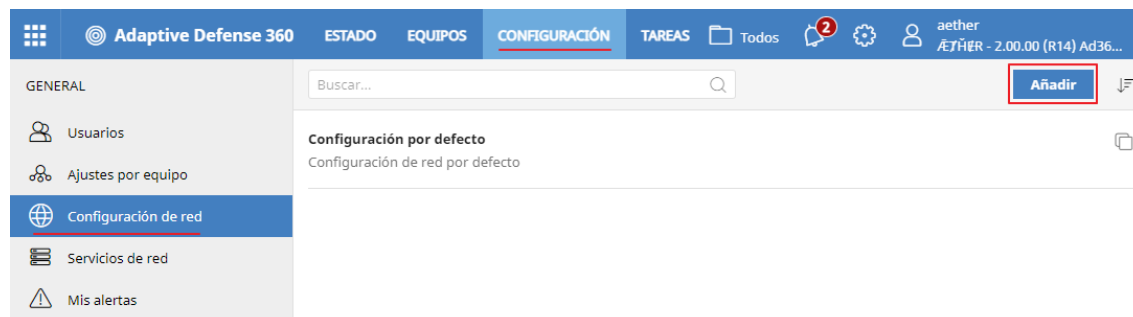 Adaptive Defense 360 ESTADO EQUIPOS CONFIGURACIÓN TAREAS Todos 2 aether
ÆƬĦɆR - 2.00.00 (R14) Ad36...
GENERAL Buscar... Añadir
Usuarios
Ajustes por equipo
Configuración de red
Servicios de red
Mis alertas
Configuración por defecto
Configuración de red por defecto